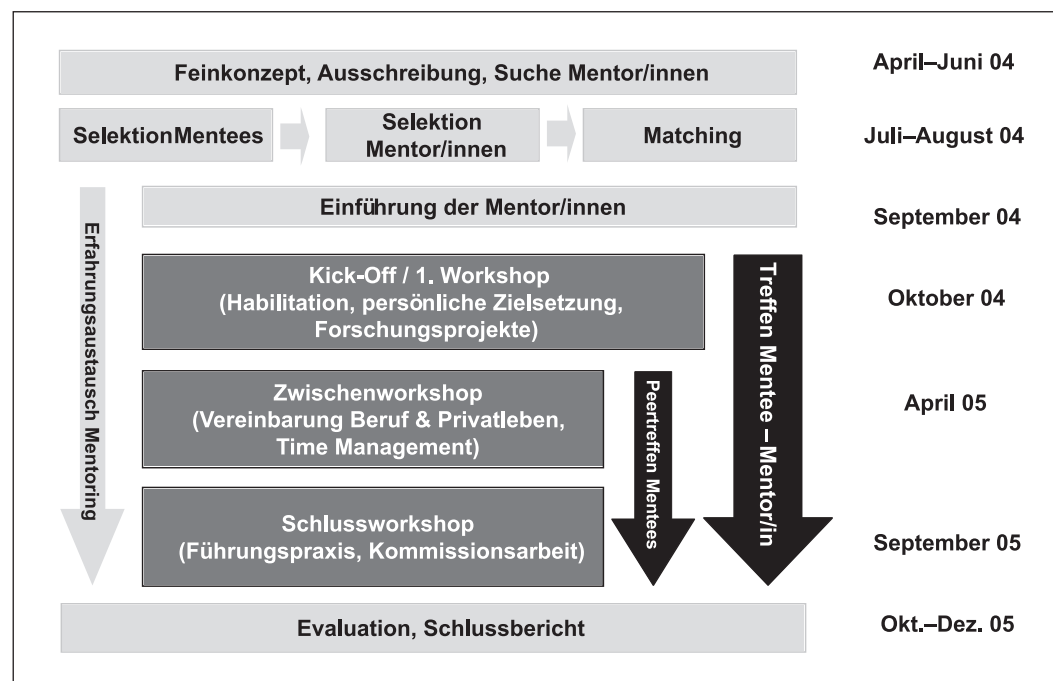 Feinkonzept, Ausschreibung, Suche Mentor/innen
April–Juni 04
SelektionMentees
Selektion
Mentor/innen
Matching
Juli–August 04
Einführung der Mentor/innen
September 04
Erfahrungsaustausch Mentoring
Kick-Off / 1. Workshop
(Habilitation, persönliche Zielsetzung,
Forschungsprojekte)
Treffen Mentee – Mentor/in
Oktober 04
Zwischenworkshop
(Vereinbarung Beruf & Privatleben,
Time Management)
Peertreffen Mentees
April 05
Schlussworkshop
(Führungspraxis, Kommissionsarbeit)
September 05
Evaluation, Schlussbericht
Okt.–Dez. 05